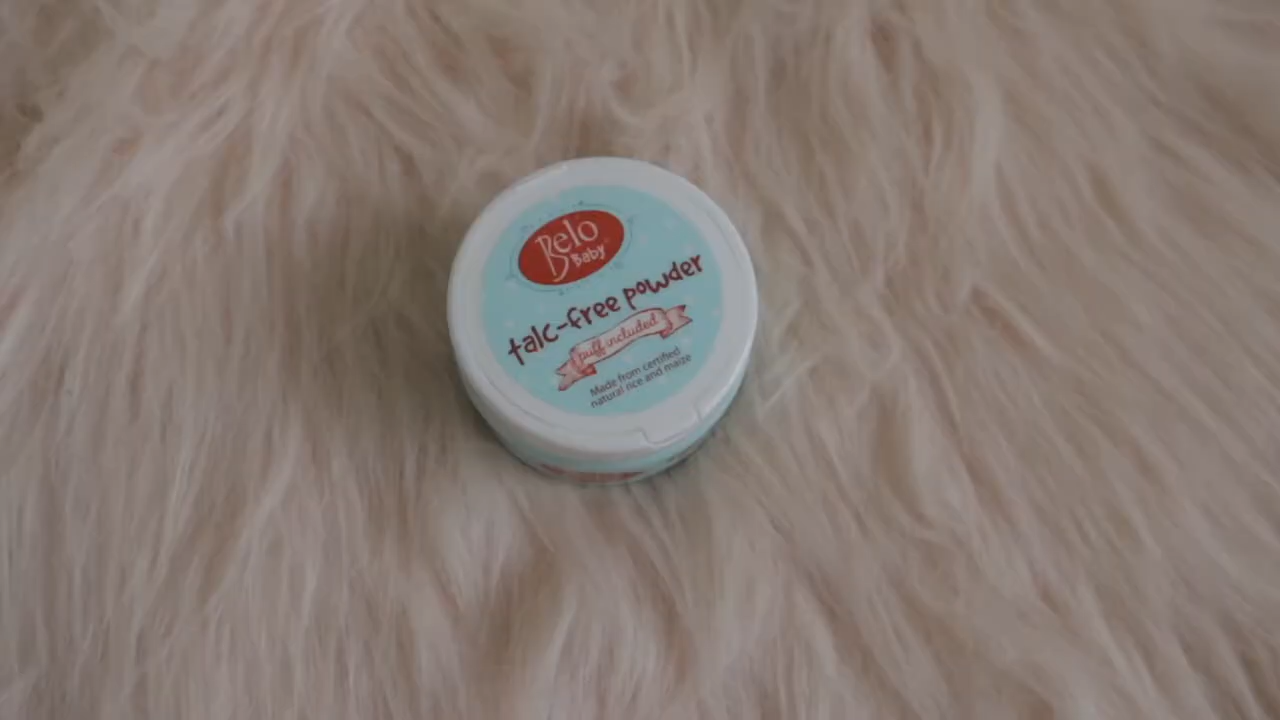 Belo
Baby
talc-free powder
puff included
Made from certified
natural rice and maize